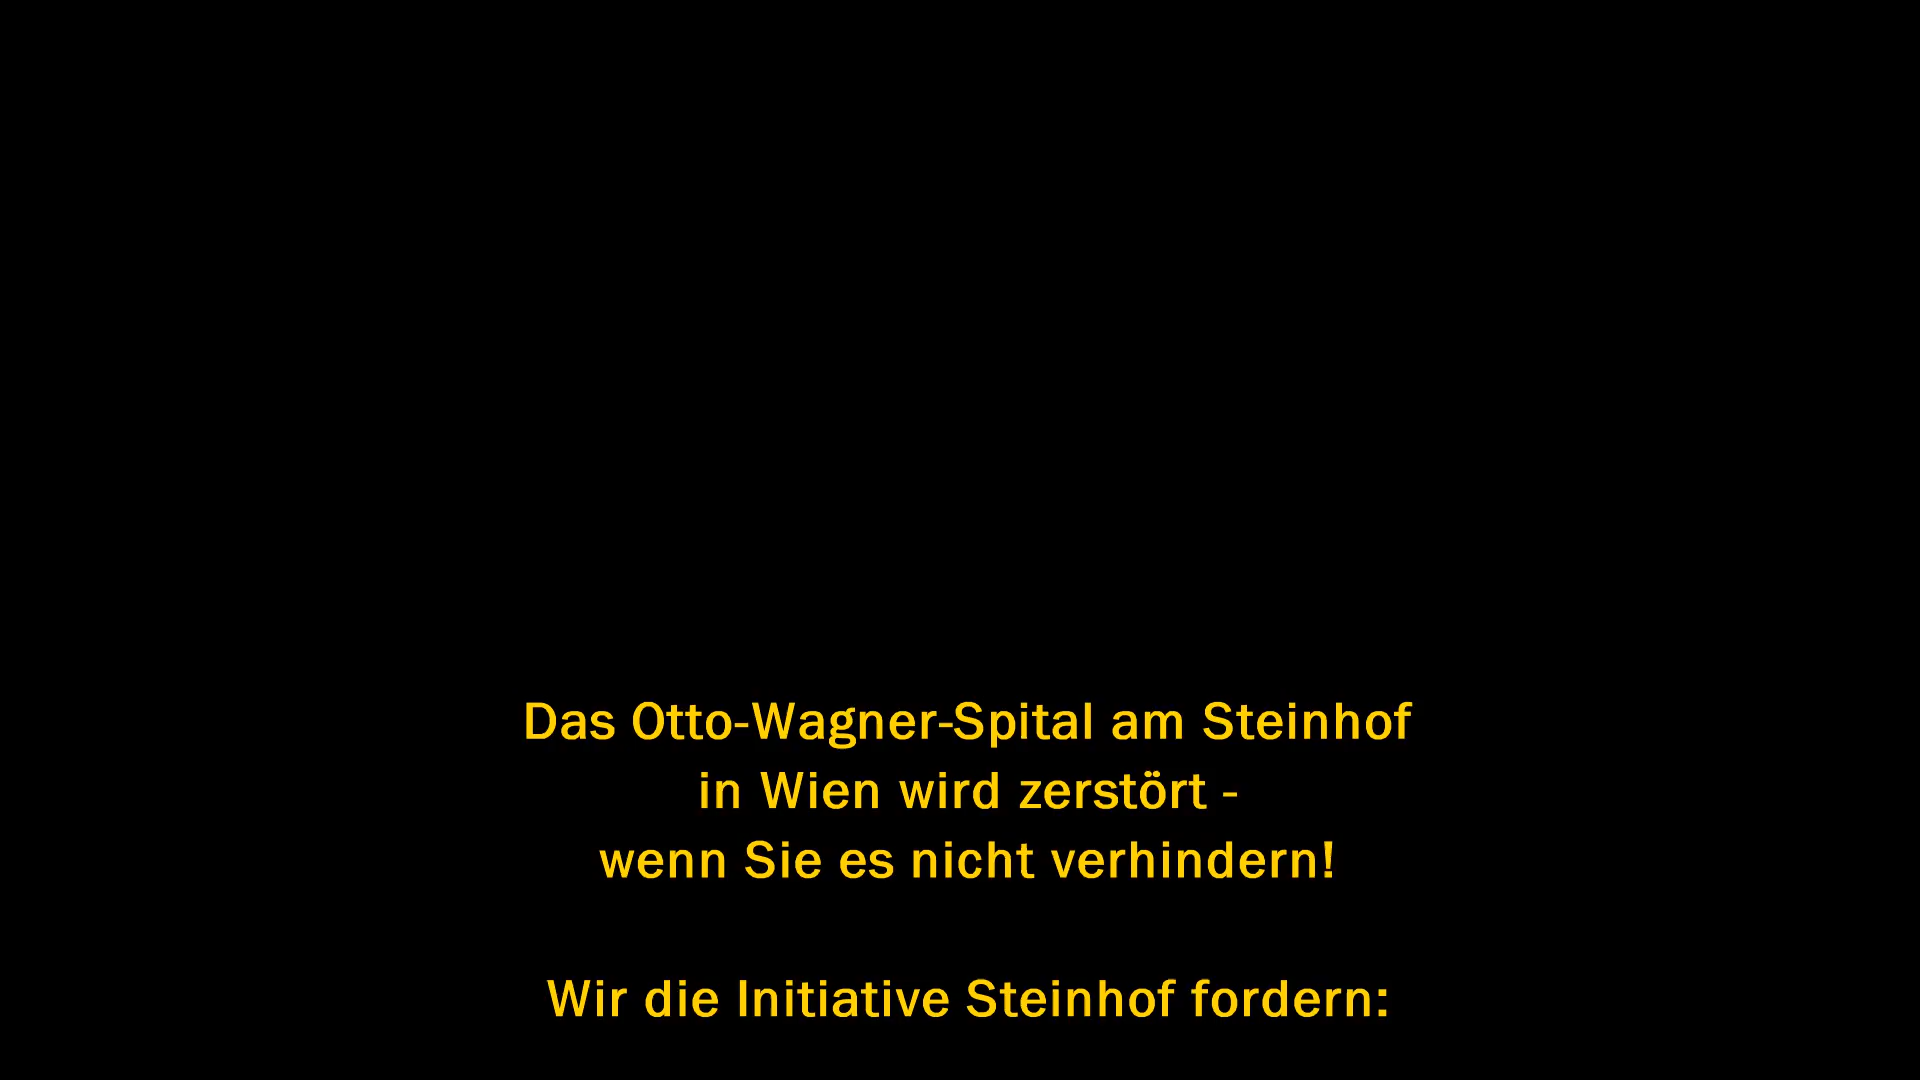 Das Otto-Wagner-Spital am Steinhof
in Wien wird zerstört -
wenn Sie es nicht verhindern!
Wir die Initiative Steinhof fordern: